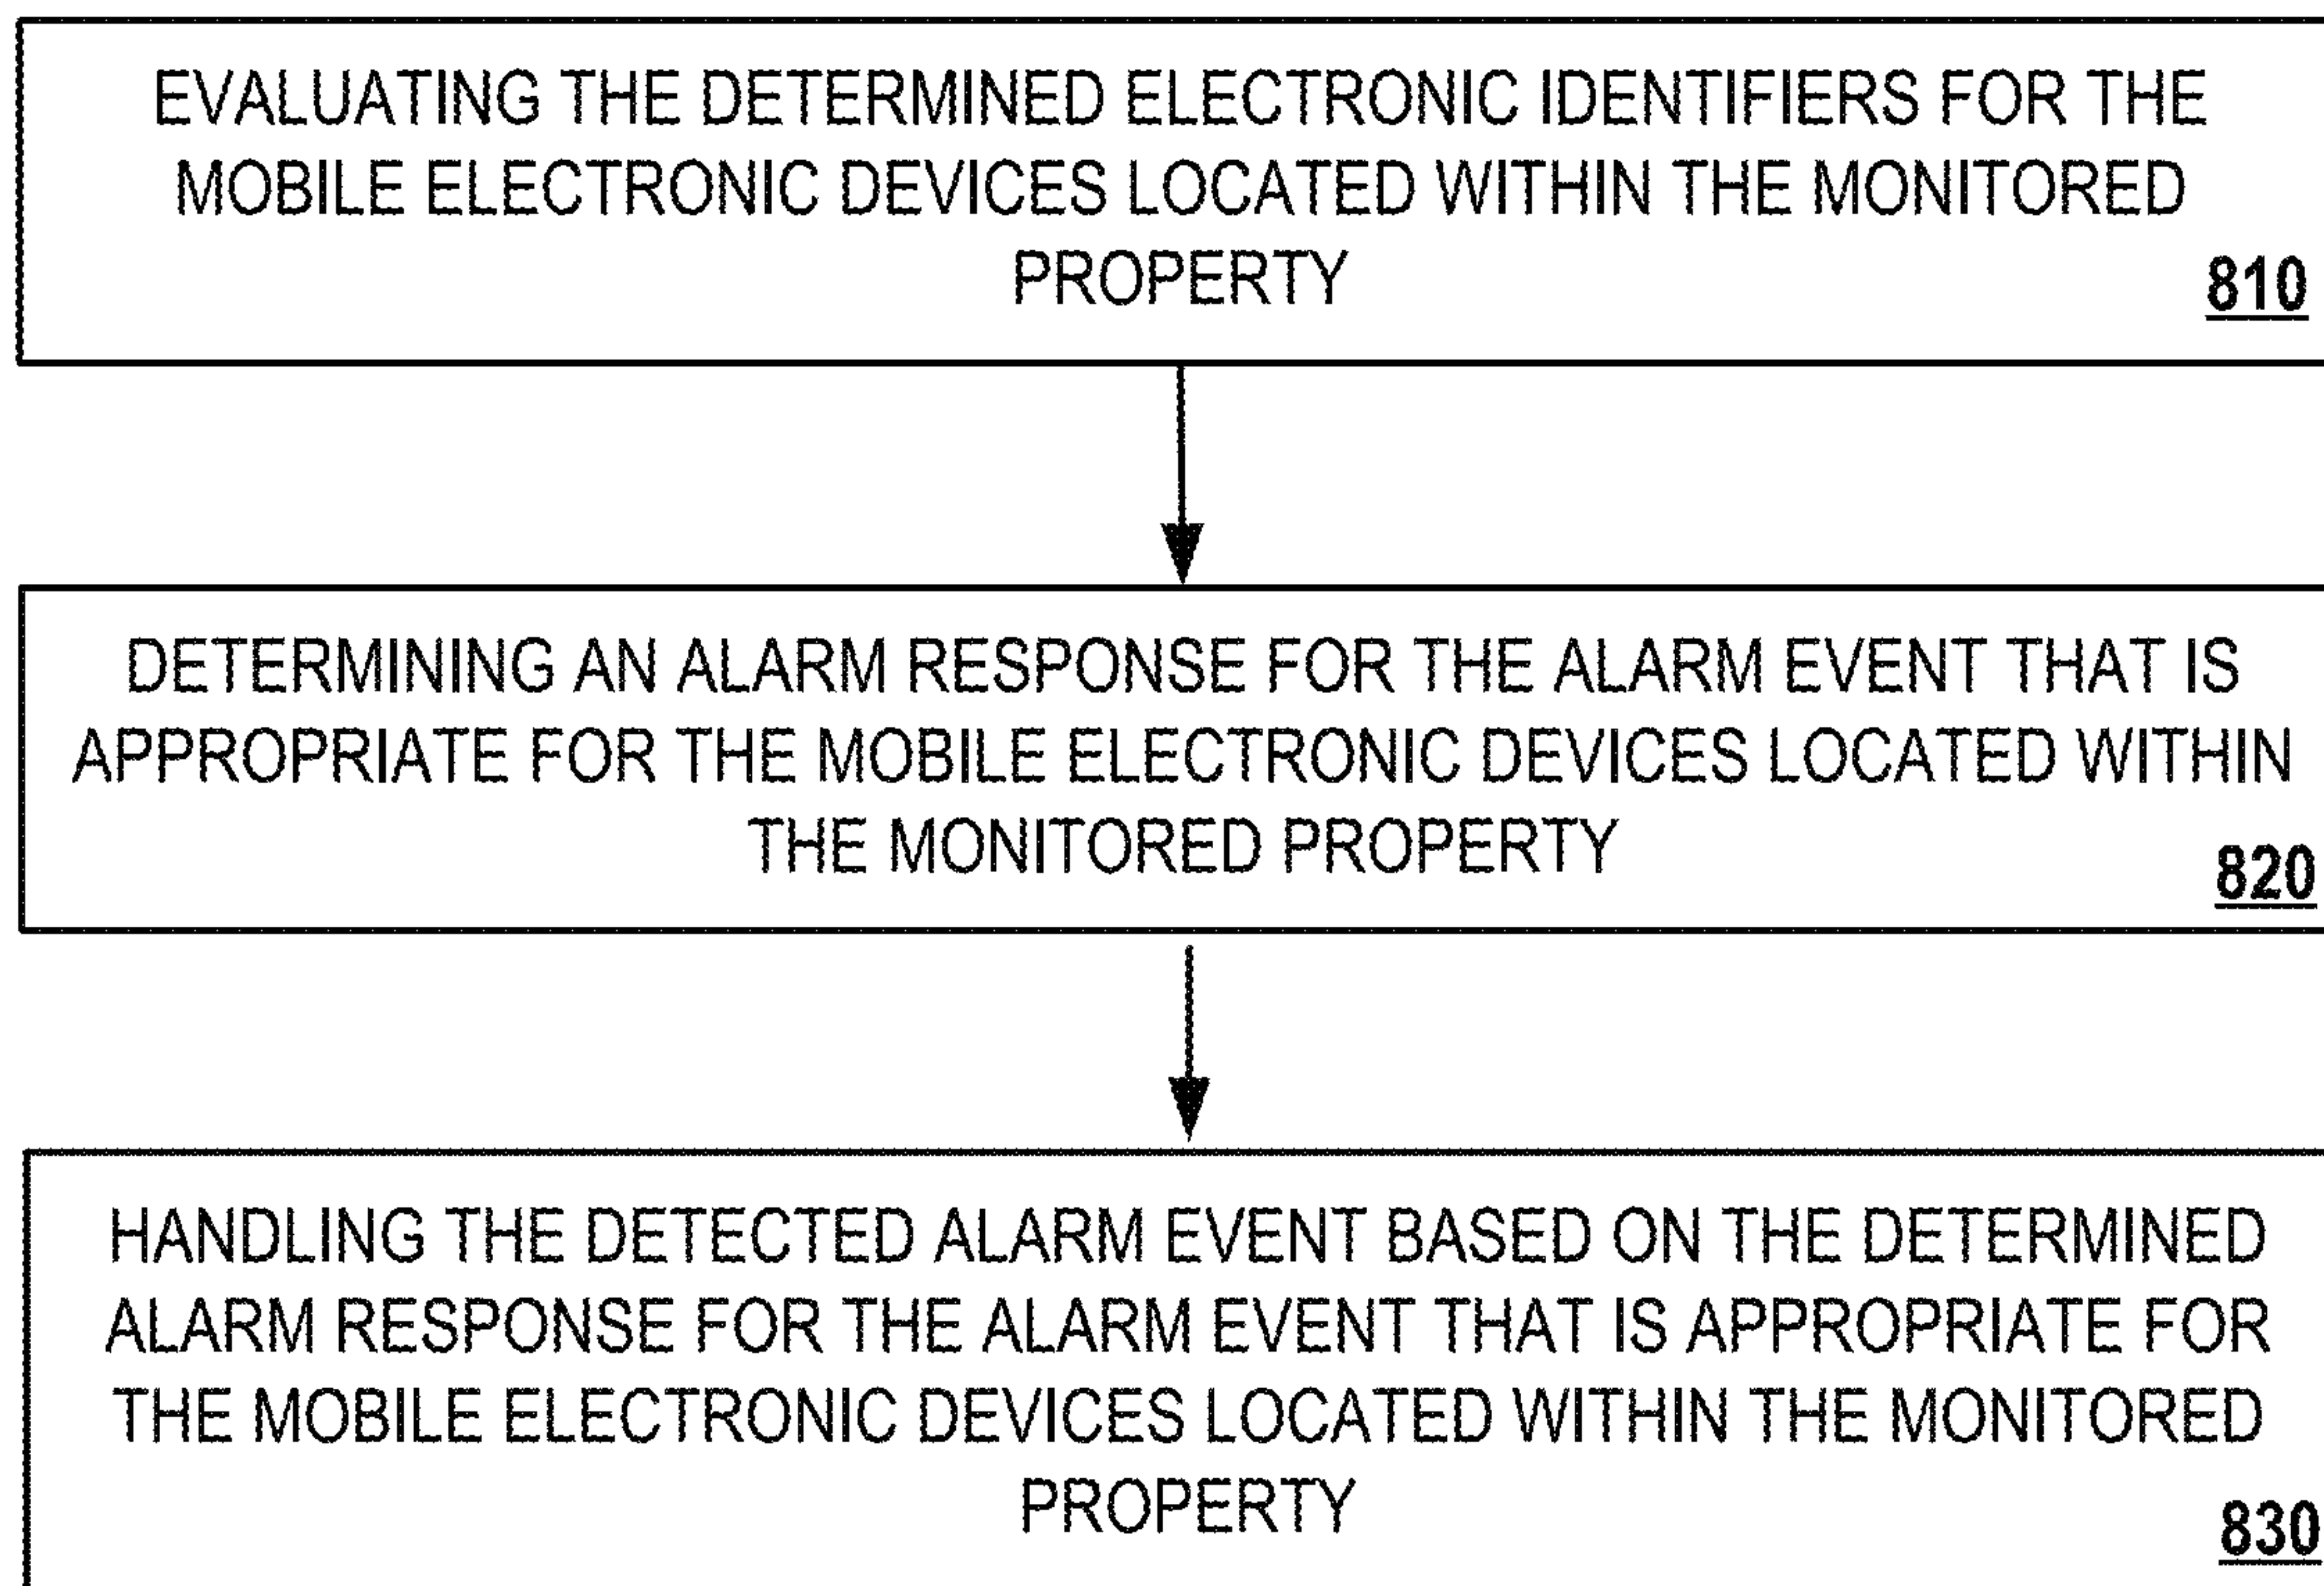 EVALUATING THE DETERMINED ELECTRONIC IDENTIFIERS FOR THE
MOBILE ELECTRONIC DEVICES LOCATED WITHIN THE MONITORED
PROPERTY
810
DETERMINING AN ALARM RESPONSE FOR THE ALARM EVENT THAT IS
APPROPRIATE FOR THE MOBILE ELECTRONIC DEVICES LOCATED WITHIN
THE MONITORED PROPERTY
820
HANDLING THE DETECTED ALARM EVENT BASED ON THE DETERMINED
ALARM RESPONSE FOR THE ALARM EVENT THAT IS APPROPRIATE FOR
THE MOBILE ELECTRONIC DEVICES LOCATED WITHIN THE MONITORED
PROPERTY
830